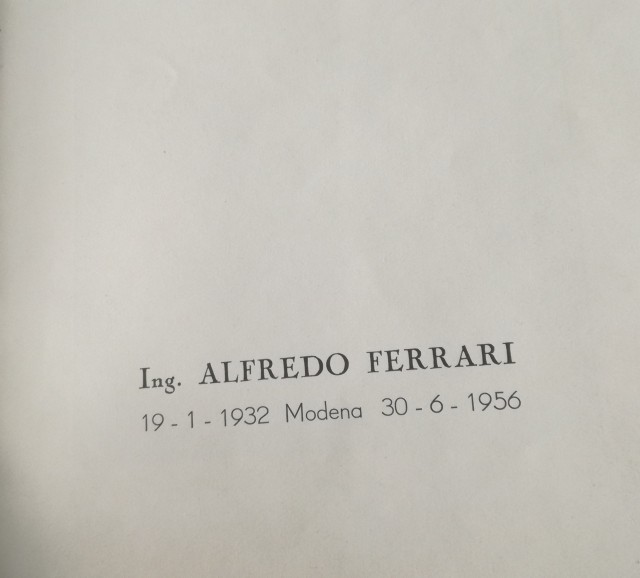 Ing. ALFREDO FERRARI
19 - 1 - 1932 Modena 30 - 6 - 1956